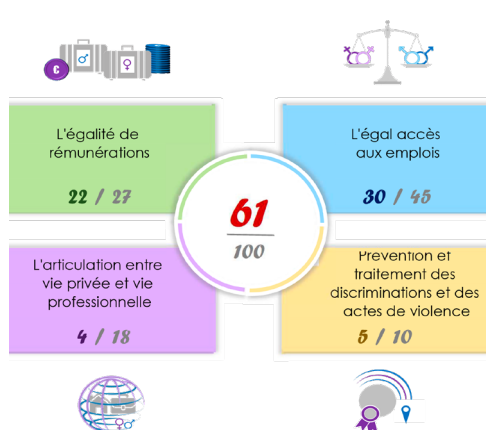 L'égalité de
rémunérations
22 / 27
L'égal accès
aux emplois
30 / 45
61
100
L'articulation entre
vie privée et vie
professionnelle
4 / 18
Prévention et
traitement des
discriminations et des
actes de violence
5 / 10